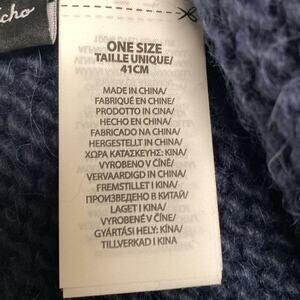 ONE SIZE
TAILLE UNIQUE/
41CM
MADE IN CHINA/
FABRIQUÉ EN CHINE/
PRODOTTO IN CINA/
HECHO EN CHINA/
FABRICADO NA CHINA/
HERGESTELLT IN CHINA/
ΧΩΡΑ ΚΑΤΑΣΚΕΥΗΣ: KINA/
VYROBENO V ČÍNĚ/
VERVAARDIGD IN CHINA/
FREMSTILLET I KINA/
ПРОИЗВЕДЕНО В КИТАЙ/
LAGET I KINA/
VYROBENÉ V ČÍNE/
GYÁRTÁSI HELY: KÍNA/
TILLVERKAD I KINA